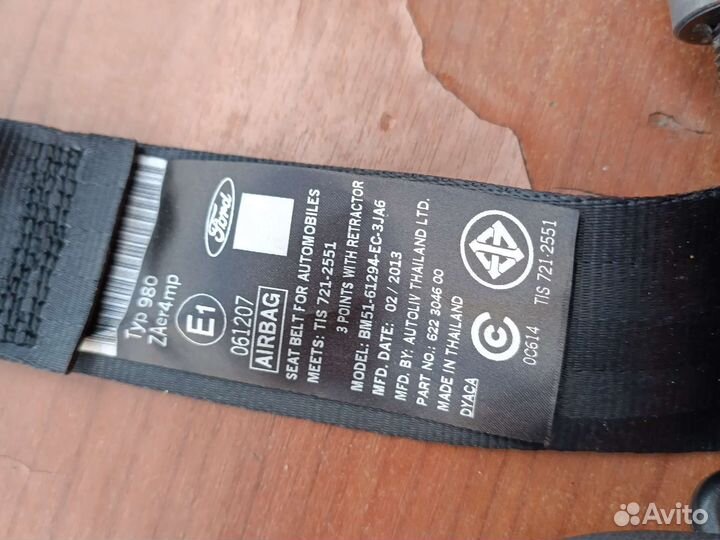 Typ 980
ZAer4mp
E1
061207
AIRBAG
Ford
SEAT BELT FOR AUTOMOBILES
MEETS: TIS 721-2551
3 POINTS WITH RETRACTOR
MODEL: BM51-61294-EC-3JA6
MFD. DATE: 02 / 2013
MFD. BY: AUTOLIV THAILAND LTD.
PART NO.: 622 3046 00
MADE IN THAILAND
DYACA
C
0C614
TIS 721-2551
Avito